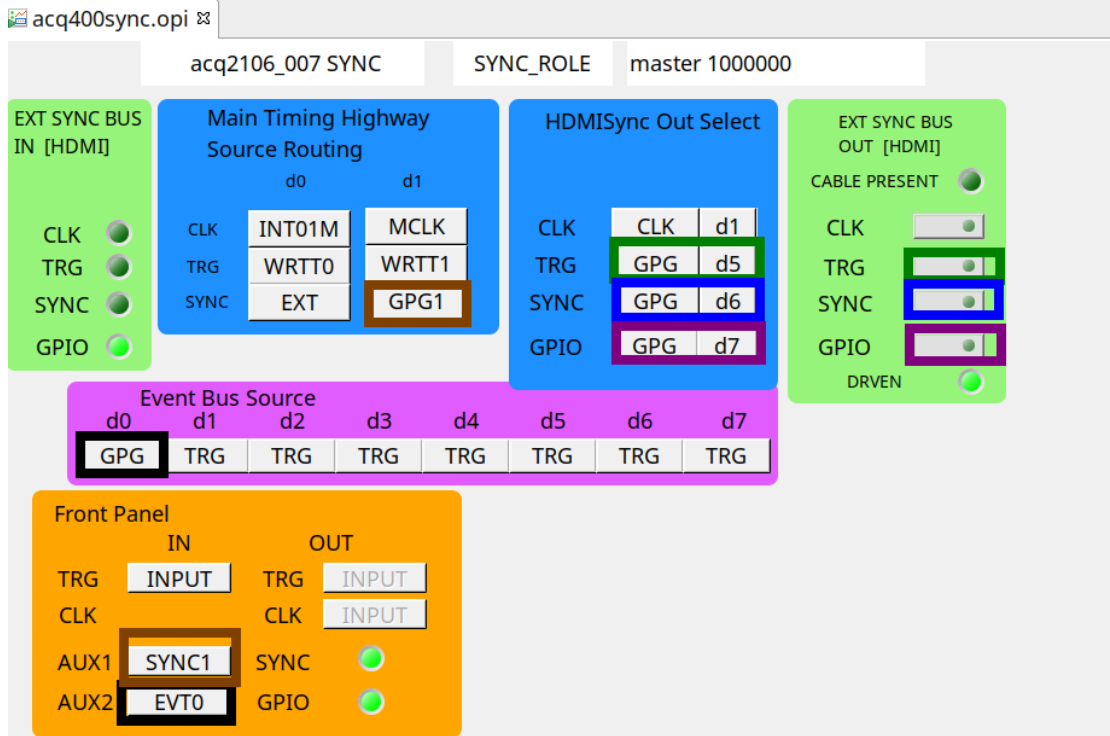 acq400sync.opi
acq2106_007 SYNC SYNC_ROLE master 1000000
EXT SYNC BUS
IN [HDMI]
CLK
TRG
SYNC
GPIO
Main Timing Highway
Source Routing
d0 d1
CLK INT01M MCLK
TRG WRTT0 WRTT1
SYNC EXT GPG1
HDMISync Out Select
CLK CLK d1
TRG GPG d5
SYNC GPG d6
GPIO GPG d7
EXT SYNC BUS
OUT [HDMI]
CABLE PRESENT
CLK
TRG
SYNC
GPIO
DRVEN
Event Bus Source
d0 d1 d2 d3 d4 d5 d6 d7
GPG TRG TRG TRG TRG TRG TRG TRG
Front Panel
IN OUT
TRG INPUT TRG INPUT
CLK CLK INPUT
AUX1 SYNC1 SYNC
AUX2 EVT0 GPIO